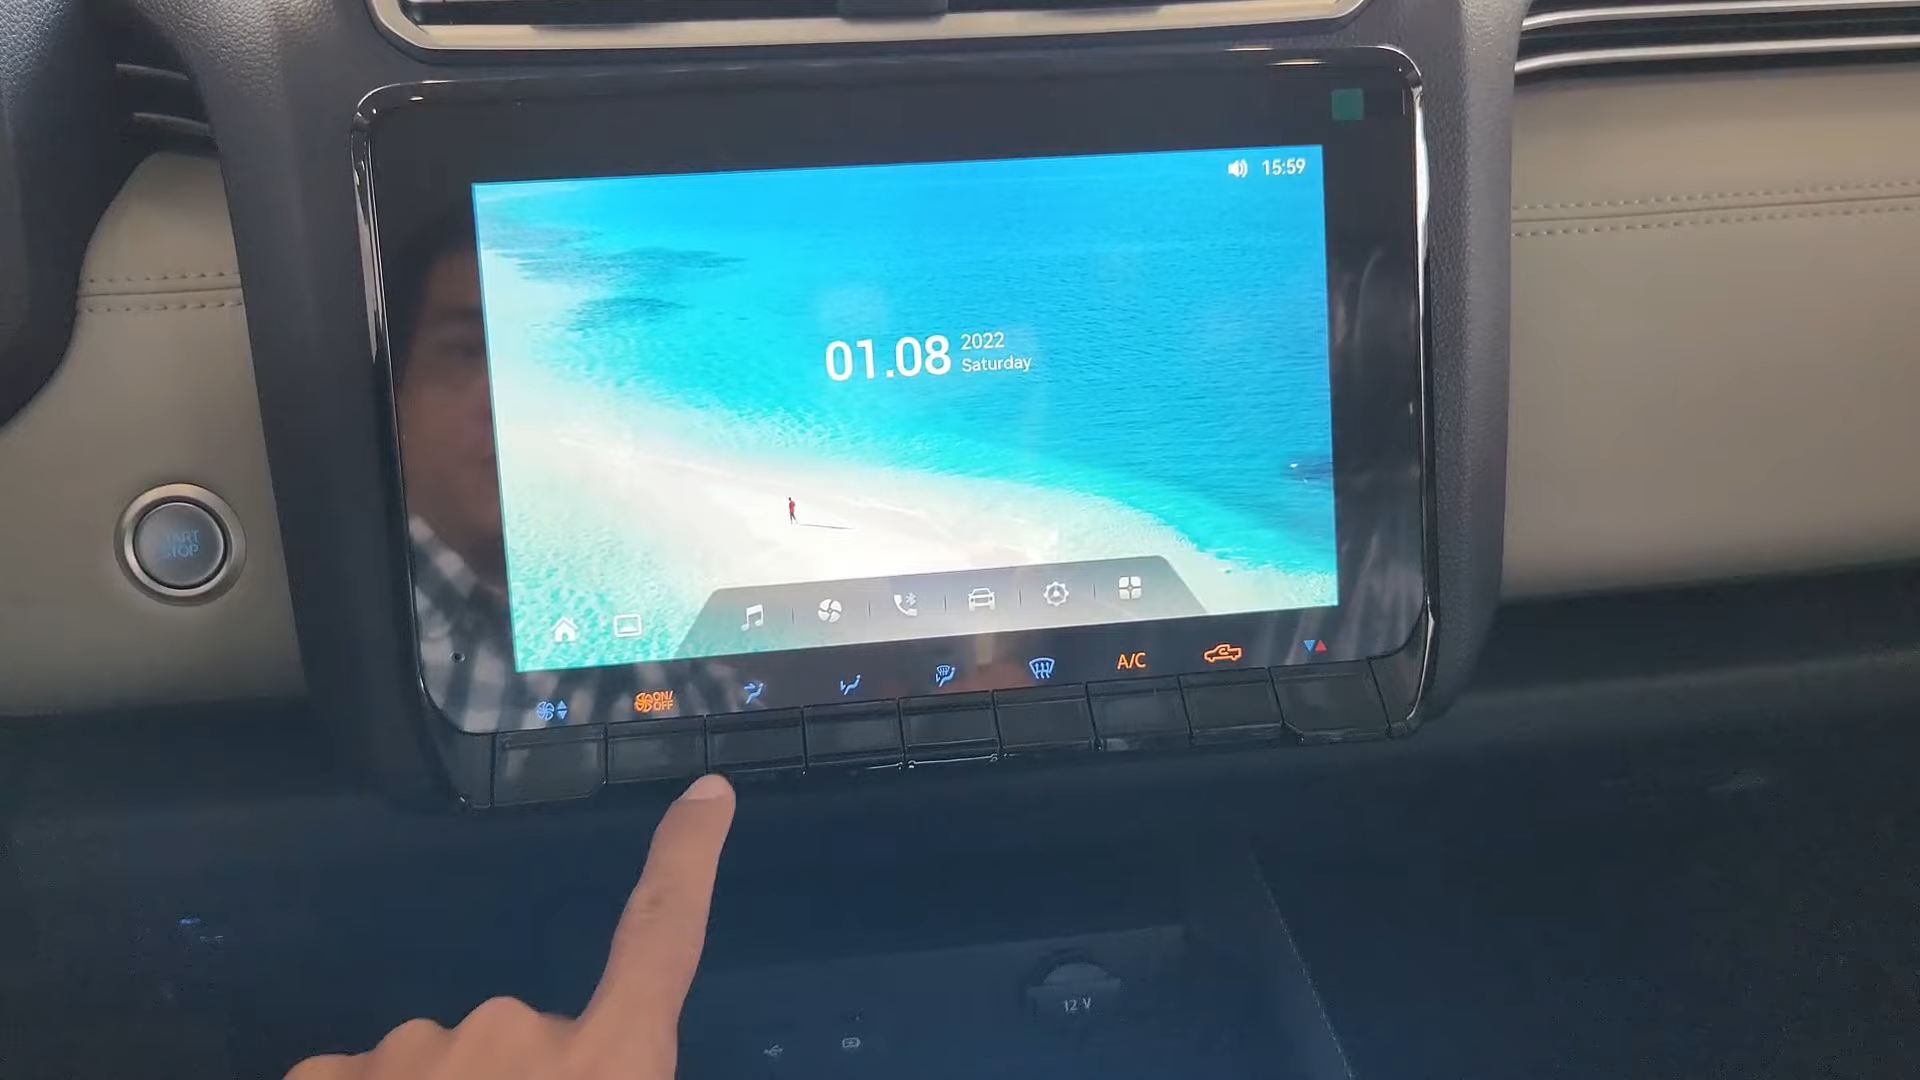 15:59
01.08
2022
Saturday
START
STOP
ON/
OFF
A/C
12 V